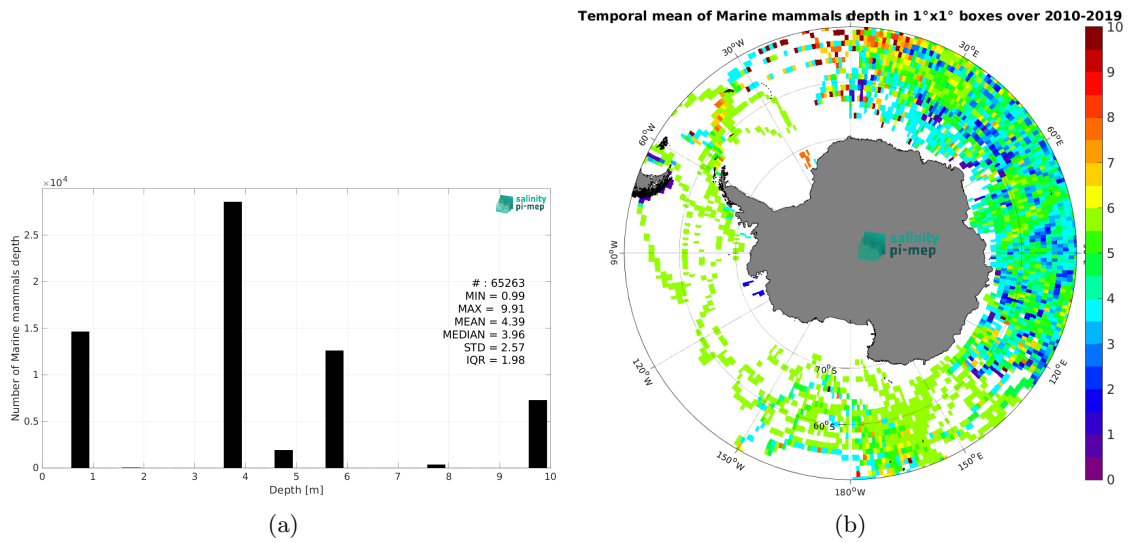 Temporal mean of Marine mammals depth in 1°x1° boxes over 2010-2019
×10⁴
2.5
2
1.5
1
0.5
0
Number of Marine mammals depth
0 1 2 3 4 5 6 7 8 9 10
Depth [m]
salinity
pi-mep
# : 65263
MIN = 0.99
MAX = 9.91
MEAN = 4.39
MEDIAN = 3.96
STD = 2.57
IQR = 1.98
(a)
30°W
30°E
60°W
60°E
90°W
120°W
120°E
150°W
150°E
180°W
70°S
60°S
salinity
pi-mep
10
9
8
7
6
5
4
3
2
1
0
(b)